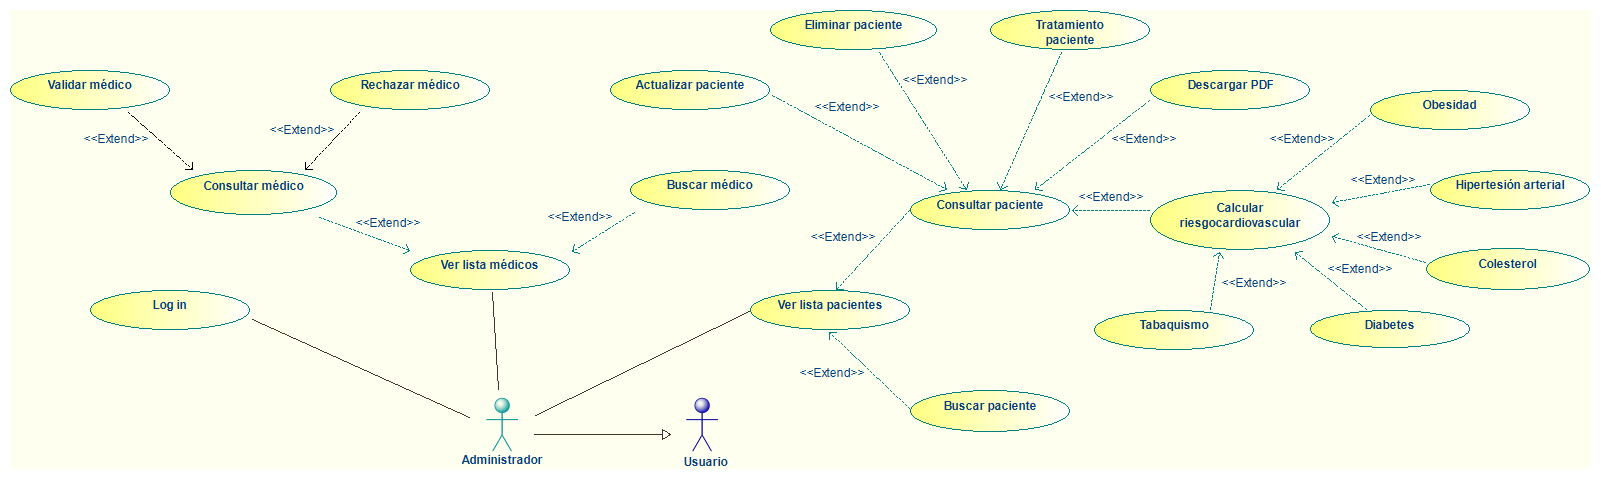 Eliminar paciente
Tratamiento
paciente
Validar médico
Rechazar médico
Actualizar paciente
<<Extend>>
Descargar PDF
<<Extend>>
<<Extend>>
Obesidad
<<Extend>>
<<Extend>>
<<Extend>>
<<Extend>>
Consultar médico
Buscar médico
<<Extend>>
Hipertesión arterial
<<Extend>>
<<Extend>>
Consultar paciente
<<Extend>>
Calcular
riesgocardiovascular
<<Extend>>
<<Extend>>
Ver lista médicos
Colesterol
<<Extend>>
<<Extend>>
Log in
Ver lista pacientes
Tabaquismo
Diabetes
<<Extend>>
Buscar paciente
Administrador
Usuario